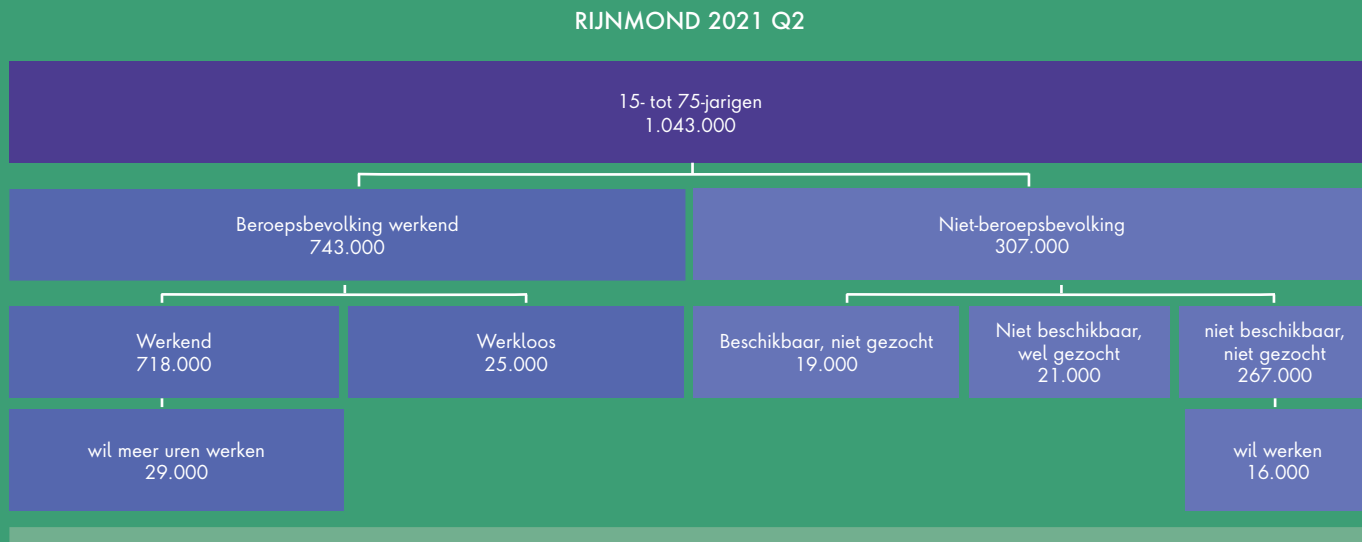 RIJNMOND 2021 Q2
15- tot 75-jarigen
1.043.000
Beroepsbevolking werkend
743.000
Niet-beroepsbevolking
307.000
Werkend
718.000
Werkloos
25.000
Beschikbaar, niet gezocht
19.000
Niet beschikbaar,
wel gezocht
21.000
niet beschikbaar,
niet gezocht
267.000
wil meer uren werken
29.000
wil werken
16.000